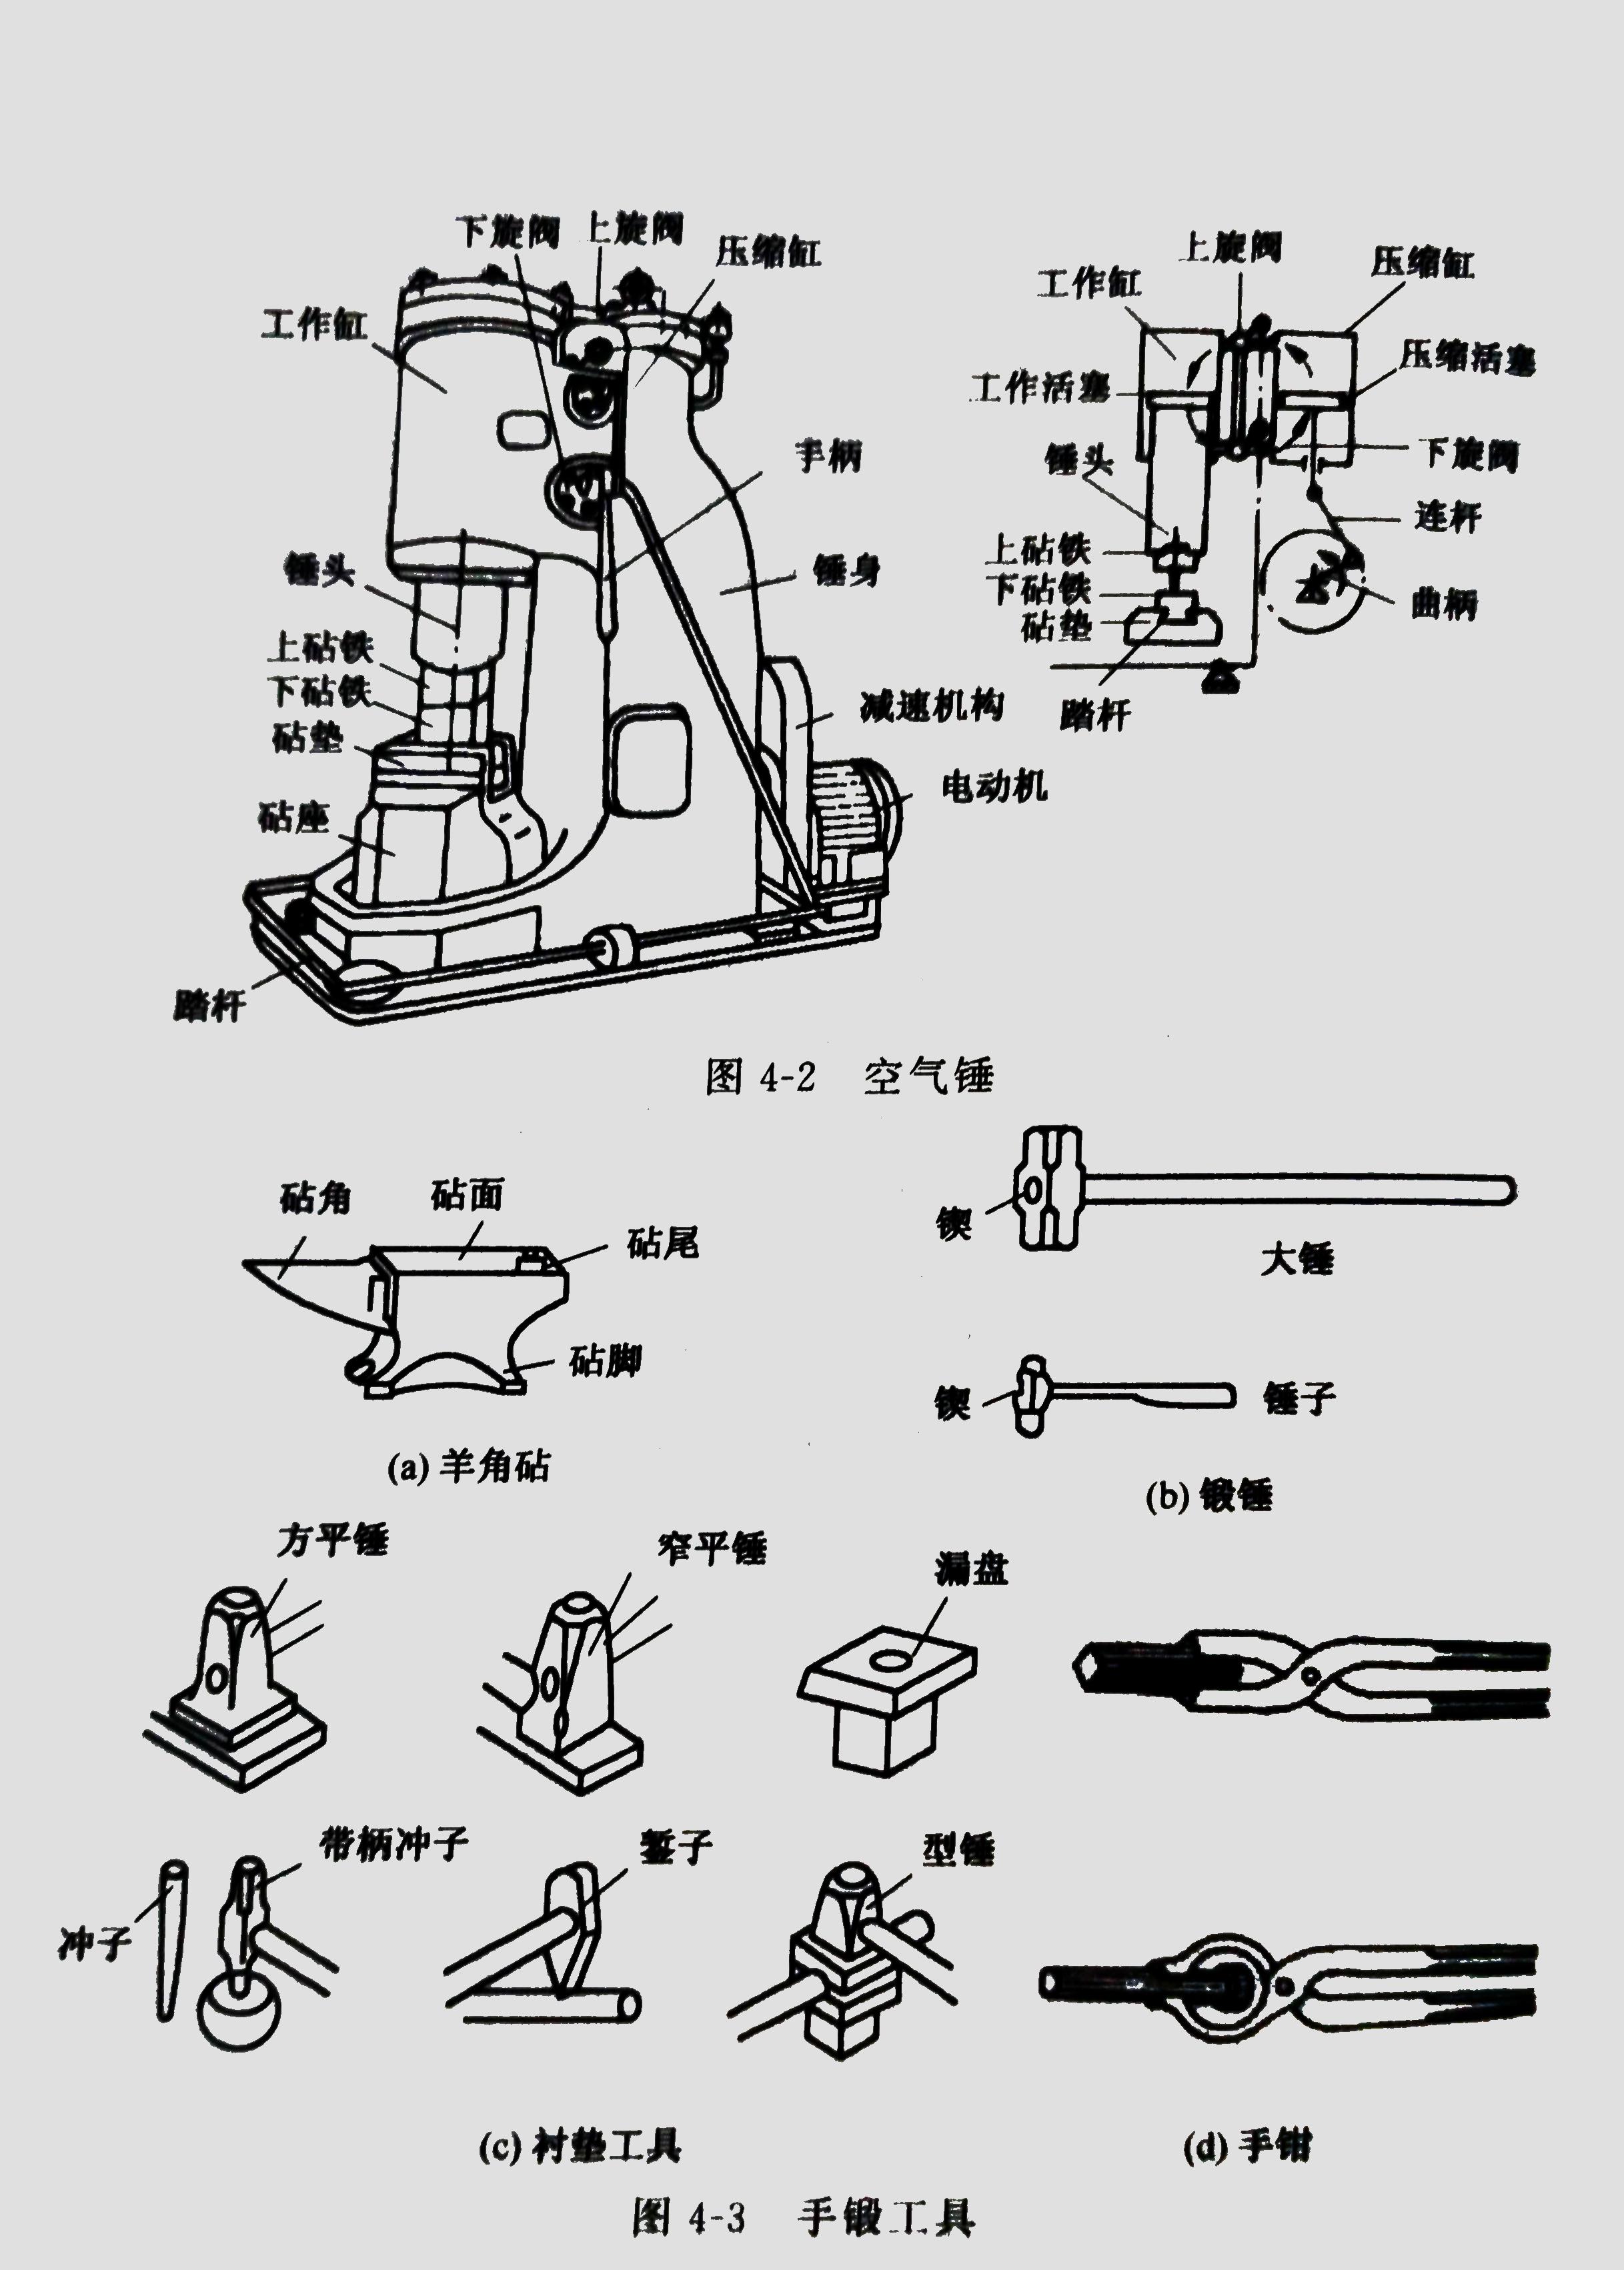 下旋阀 上旋阀 压缩缸
工作缸
手柄
锤头
锤身
上砧铁
下砧铁
砧垫
减速机构
电动机
砧座
踏杆
上旋阀
工作缸
压缩缸
工作活塞
压缩活塞
锤头
下旋阀
连杆
上砧铁
下砧铁
砧垫
曲柄
踏杆
图 4-2 空气锤
砧角 砧面
砧尾
砧脚
(a) 羊角砧
锲
大锤
锲
锤子
(b) 锻锤
方平锤 窄平锤 漏盘
带柄冲子 錾子 型锤
冲子
(c) 衬垫工具
(d) 手钳
图 4-3 手锻工具